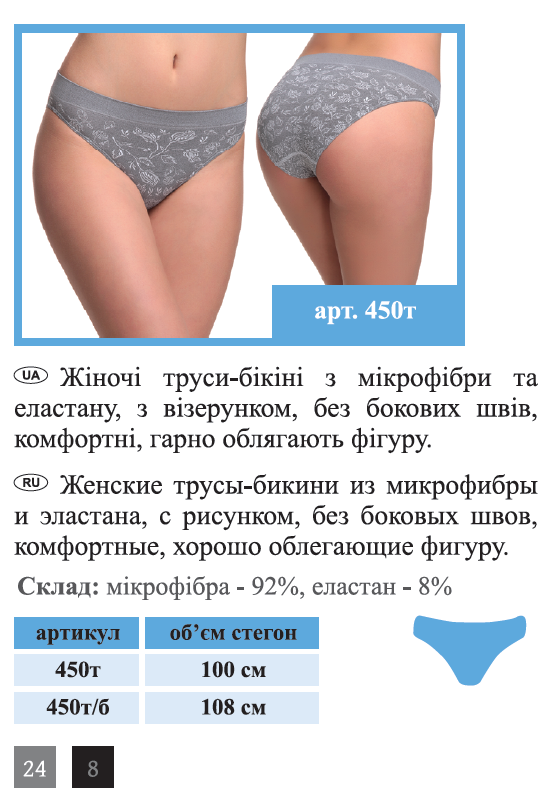 арт. 450т
UA Жіночі труси-бікіні з мікрофібри та
еластану, з візерунком, без бокових швів,
комфортні, гарно облягають фігуру.
RU Женские трусы-бикини из микрофибры
и эластана, с рисунком, без боковых швов,
комфортные, хорошо облегающие фигуру.
Склад: мікрофібра - 92%, еластан - 8%
артикул об’єм стегон
450т 100 см
450т/б 108 см
24 8